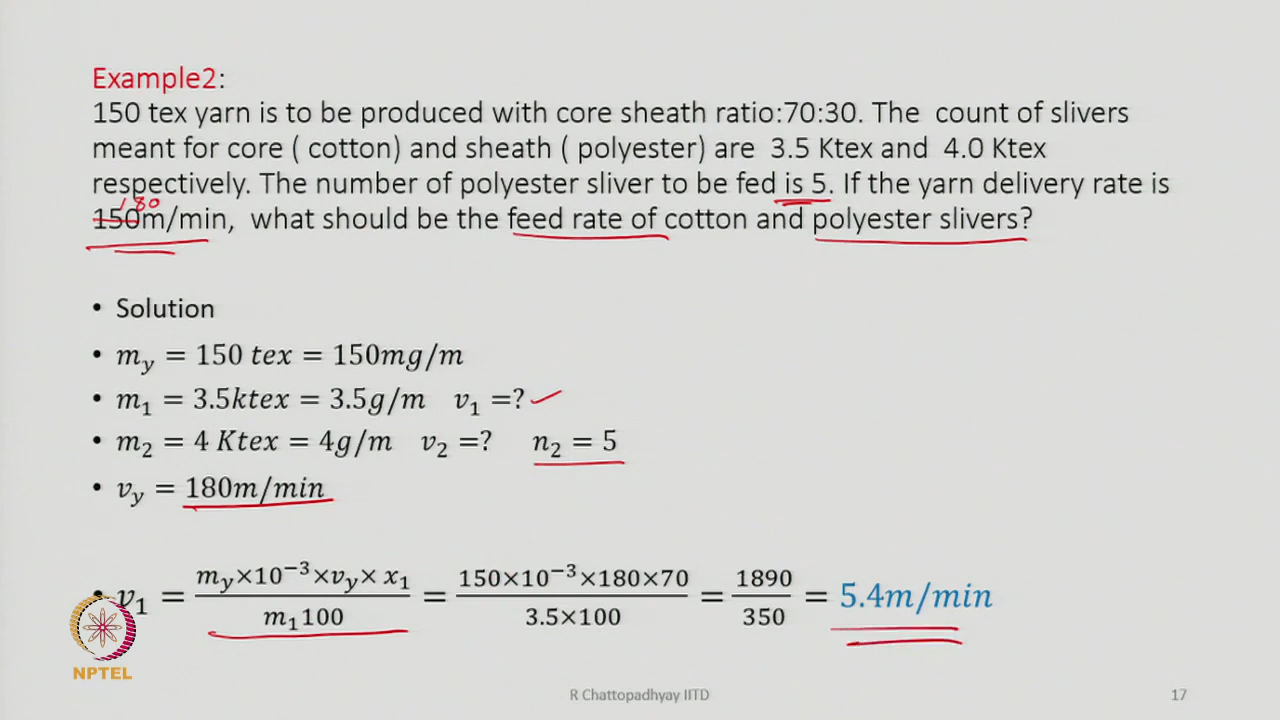 Example2:
150 tex yarn is to be produced with core sheath ratio:70:30. The count of slivers
meant for core ( cotton) and sheath ( polyester) are 3.5 Ktex and 4.0 Ktex
respectively. The number of polyester sliver to be fed is 5. If the yarn delivery rate is
180
150m/min, what should be the feed rate of cotton and polyester slivers?
• Solution
• m_y = 150 tex = 150mg/m
• m_1 = 3.5ktex = 3.5g/m v_1 =?
• m_2 = 4 Ktex = 4g/m v_2 =? n_2 = 5
• v_y = 180m/min
• v_1 = \frac{m_y×10^{-3}×v_y× x_1}{m_1 100} = \frac{150×10^{-3}×180×70}{3.5×100} = \frac{1890}{350} = 5.4m/min
NPTEL
R Chattopadhyay IITD
17